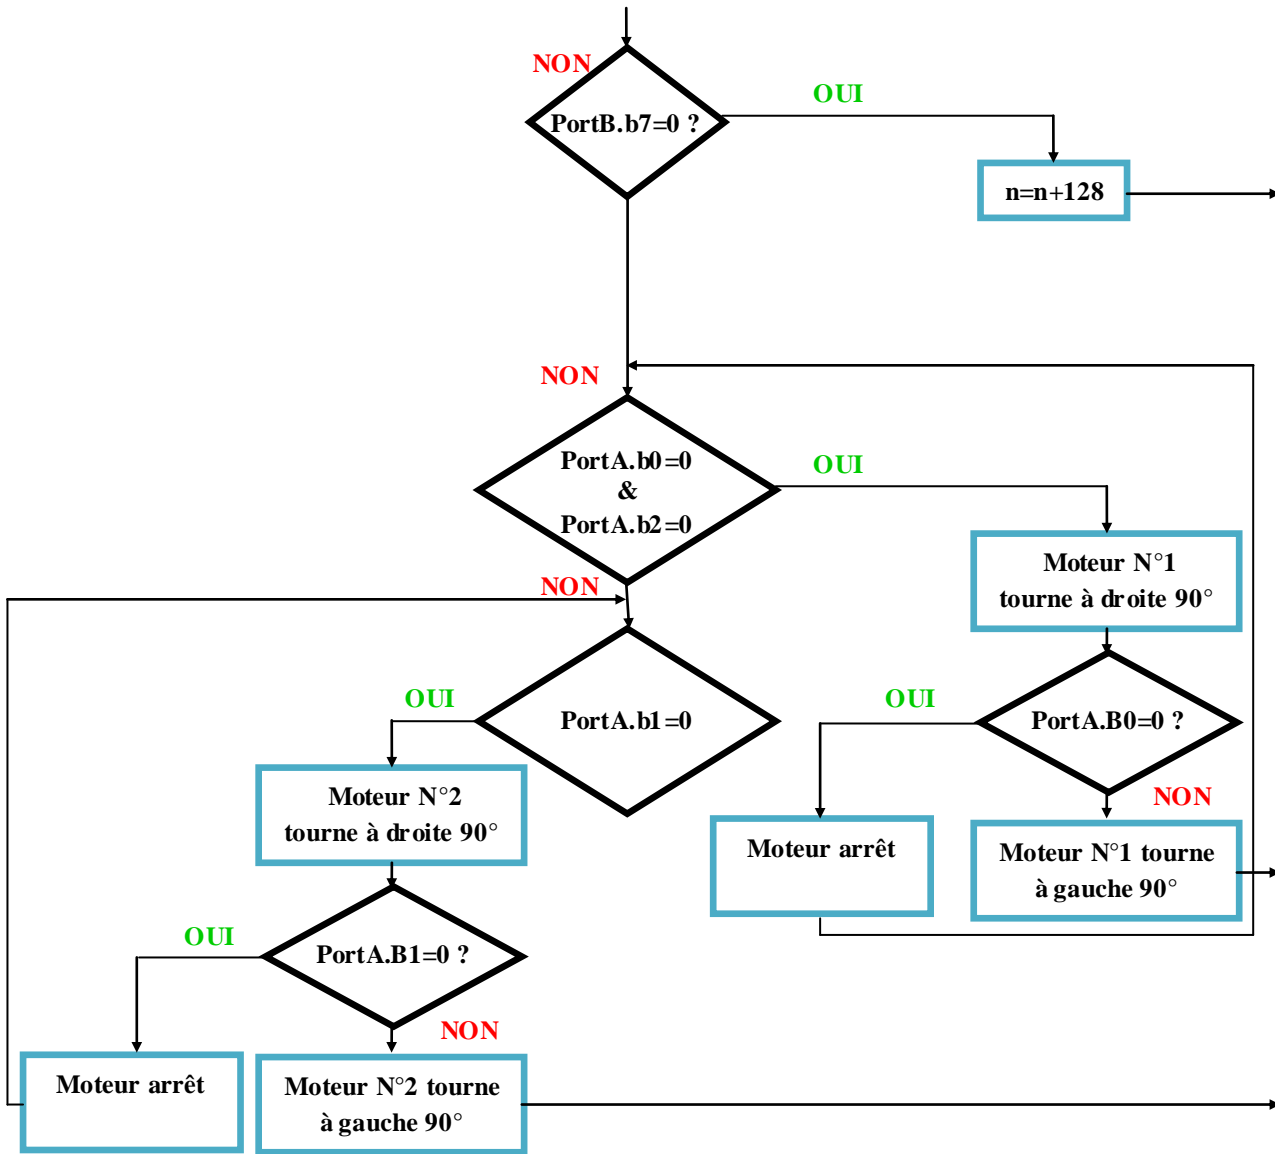 NON
OUI
PortB.b7=0 ?
n=n+128
NON
PortA.b0=0
&
PortA.b2=0
OUI
Moteur N°1
tourne à droite 90°
NON
PortA.b1=0
OUI
OUI
PortA.B0=0 ?
NON
Moteur N°2
tourne à droite 90°
Moteur arrêt
Moteur N°1 tourne
à gauche 90°
OUI
PortA.B1=0 ?
NON
Moteur arrêt
Moteur N°2 tourne
à gauche 90°